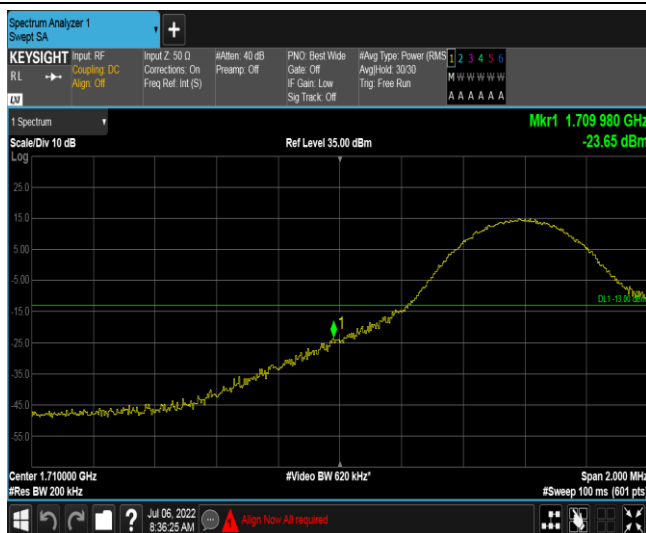 Spectrum Analyzer 1
Swept SA
+
KEYSIGHT
RL
LXI
Input: RF
Coupling: DC
Align: Off
Input Z: 50 Ω
Corrections: On
Freq Ref: Int (S)
#Atten: 40 dB
Preamp: Off
PNO: Best Wide
Gate: Off
IF Gain: Low
Sig Track: Off
#Avg Type: Power (RMS
Avg|Hold: 30/30
Trig: Free Run
1 2 3 4 5 6
M W W W W W
A A A A A A
1 Spectrum
Mkr1 1.709 980 GHz
Scale/Div 10 dB
Ref Level 35.00 dBm
-23.65 dBm
Log
25.0
15.0
5.00
-5.00
DL1 -13.00 dBm
-15.0
1
-25.0
-35.0
-45.0
-55.0
Center 1.710000 GHz
#Video BW 620 kHz*
Span 2.000 MHz
#Res BW 200 kHz
#Sweep 100 ms (601 pts)
?
Jul 06, 2022
8:36:25 AM
Align Now All required